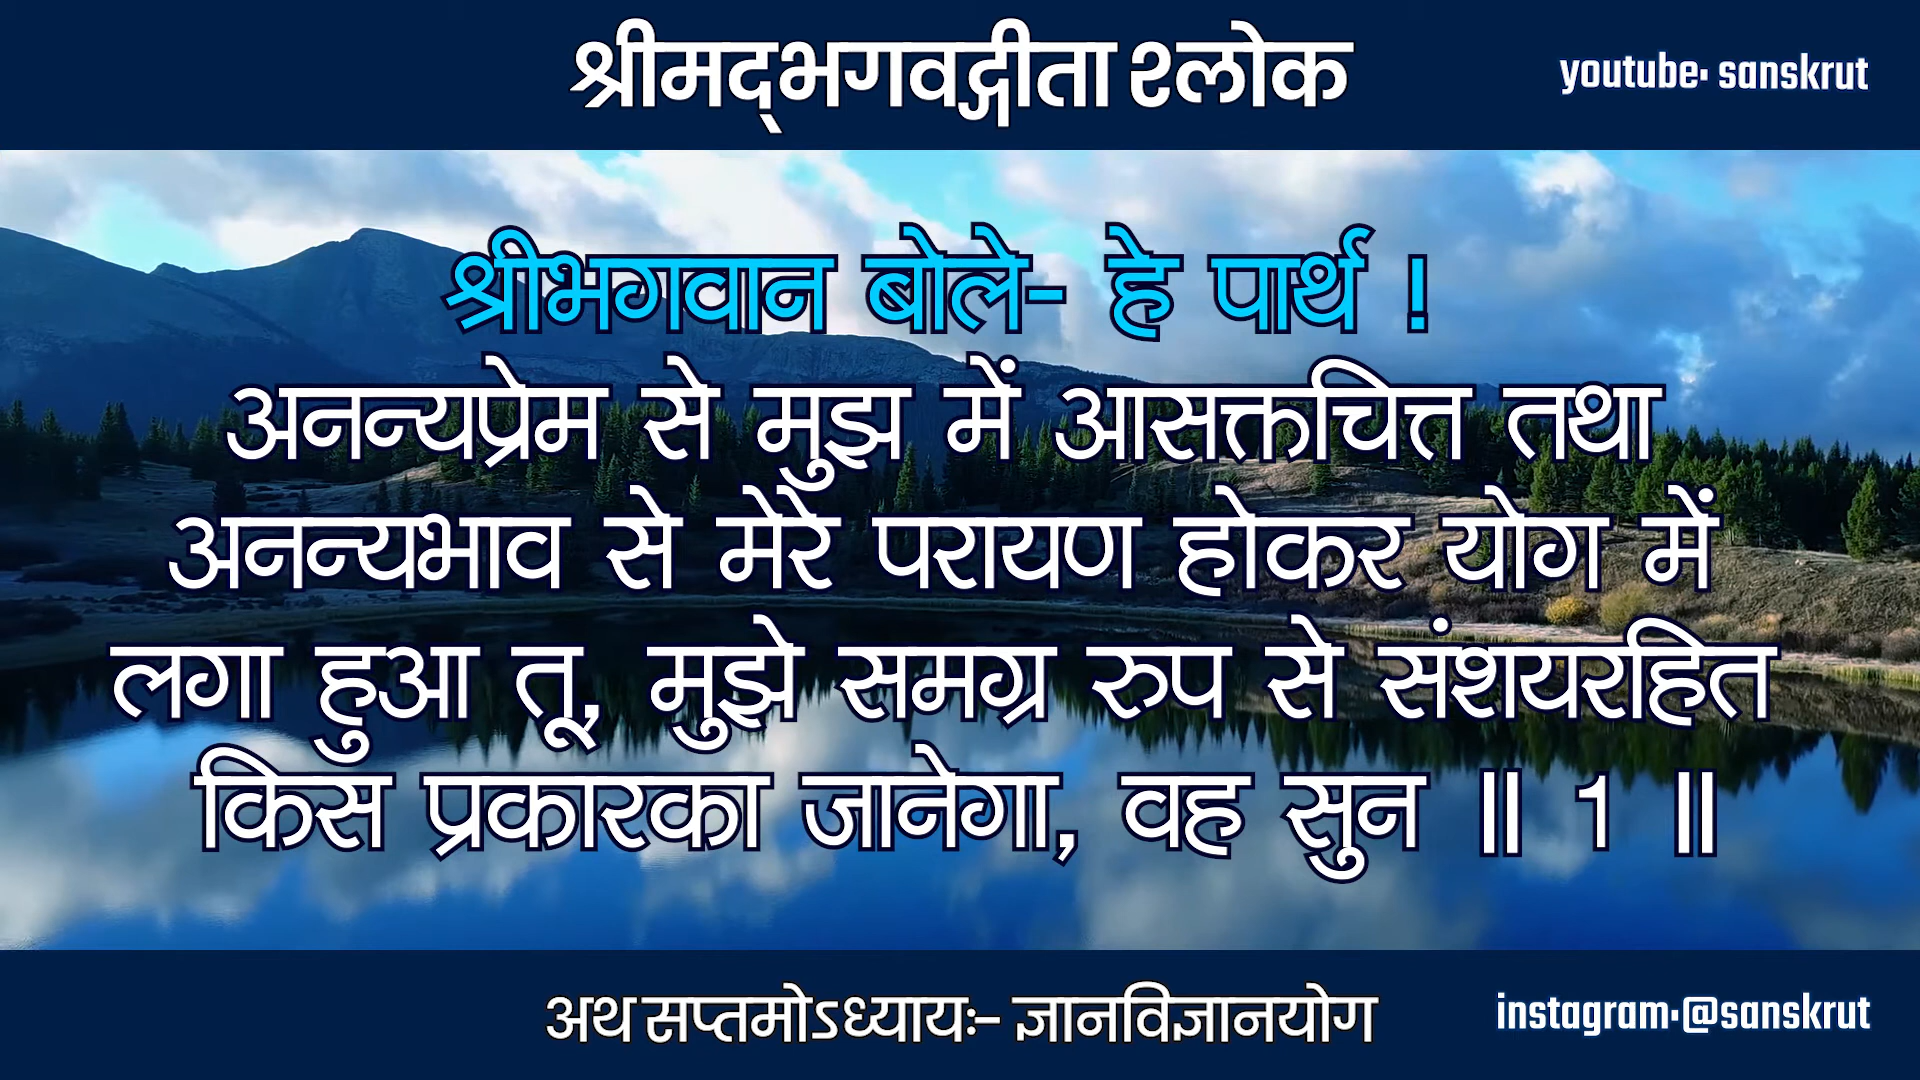 श्रीमद्‌भगवद्गीता श्लोक
youtube: sanskrut
श्रीभगवान बोले- हे पार्थ !
अनन्यप्रेम से मुझ में आसक्तचित्त तथा
अनन्यभाव से मेरे परायण होकर योग में
लगा हुआ तू, मुझे समग्र रुप से संशयरहित
किस प्रकारका जानेगा, वह सुन ॥ 1 ॥
अथ सप्तमोऽध्यायः- ज्ञानविज्ञानयोग
instagram:@sanskrut